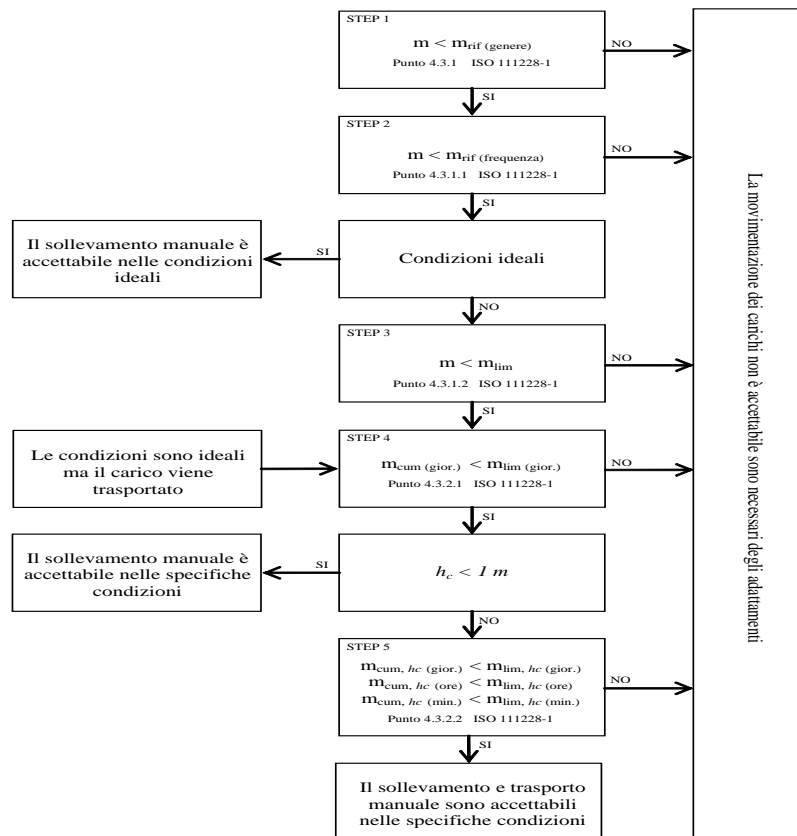 STEP 1
m < mrif (genere)
Punto 4.3.1 ISO 111228-1
NO
SI
STEP 2
m < mrif (frequenza)
Punto 4.3.1.1 ISO 111228-1
NO
SI
Il sollevamento manuale è
accettabile nelle condizioni
ideali
SI
Condizioni ideali
NO
STEP 3
m < mlim
Punto 4.3.1.2 ISO 111228-1
NO
SI
Le condizioni sono ideali
ma il carico viene
trasportato
STEP 4
mcum (gior.) < mlim (gior.)
Punto 4.3.2.1 ISO 111228-1
NO
SI
Il sollevamento manuale è
accettabile nelle specifiche
condizioni
SI
hc < 1 m
NO
STEP 5
mcum, hc (gior.) < mlim, hc (gior.)
mcum, hc (ore) < mlim, hc (ore)
mcum, hc (min.) < mlim, hc (min.)
Punto 4.3.2.2 ISO 111228-1
NO
SI
Il sollevamento e trasporto
manuale sono accettabili
nelle specifiche condizioni
La movimentazione dei carichi non è accettabile sono necessari degli adattamenti